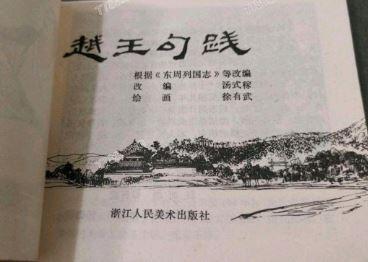 越王句践
根据《东周列国志》等改编
改 编 汤式稼
绘 画 徐有武
浙江人民美术出版社